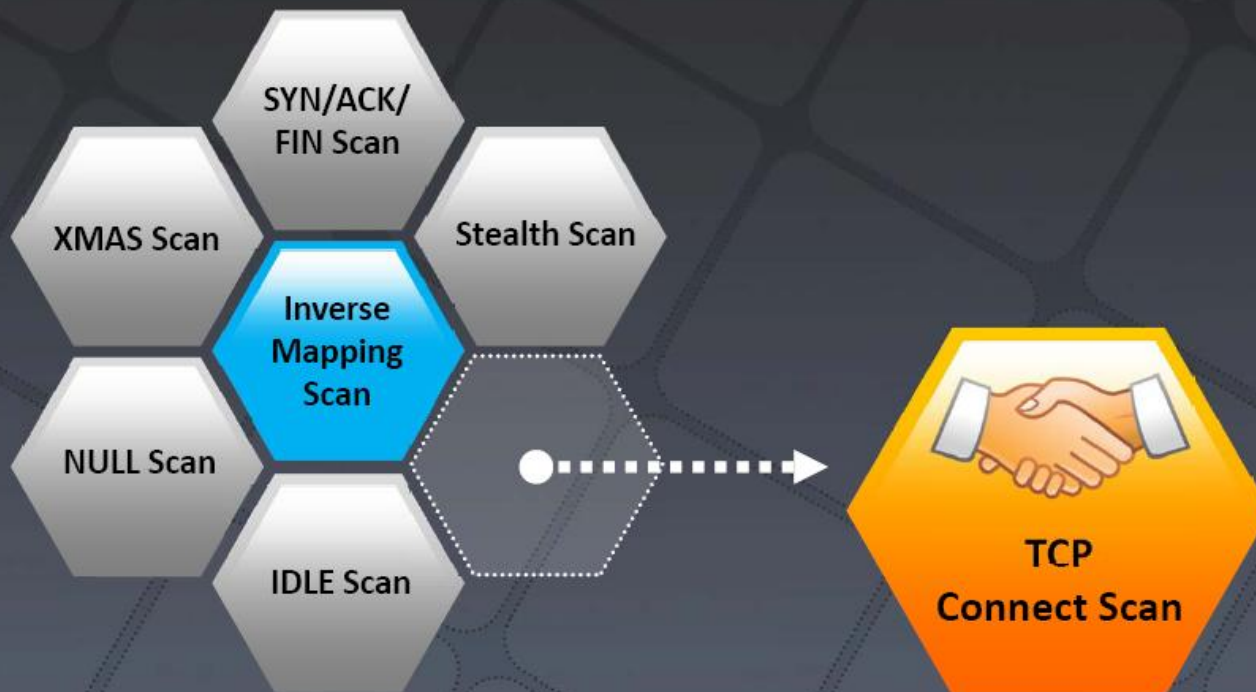 SYN/ACK/
FIN Scan
XMAS Scan
Stealth Scan
Inverse
Mapping
Scan
NULL Scan
IDLE Scan
TCP
Connect Scan